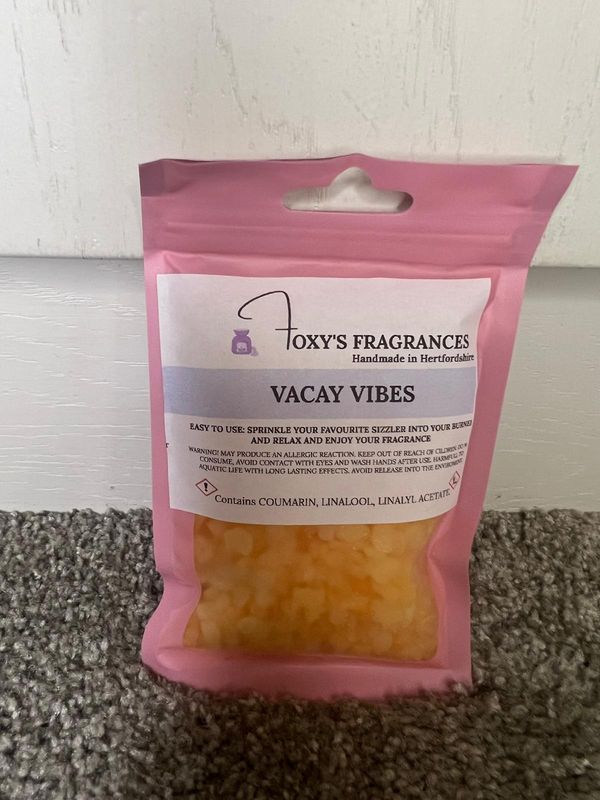 FOXY'S FRAGRANCES
Handmade in Hertfordshire
VACAY VIBES
EASY TO USE: SPRINKLE YOUR FAVOURITE SIZZLER INTO YOUR BURNER
AND RELAX AND ENJOY YOUR FRAGRANCE
WARNING! MAY PRODUCE AN ALLERGIC REACTION. KEEP OUT OF REACH OF CHILDREN. DO N
CONSUME, AVOID CONTACT WITH EYES AND WASH HANDS AFTER USE. HARMFUL TO
AQUATIC LIFE WITH LONG LASTING EFFECTS. AVOID RELEASE INTO THE ENVIRONMENT
Contains COUMARIN, LINALOOL, LINALYL ACETATE,